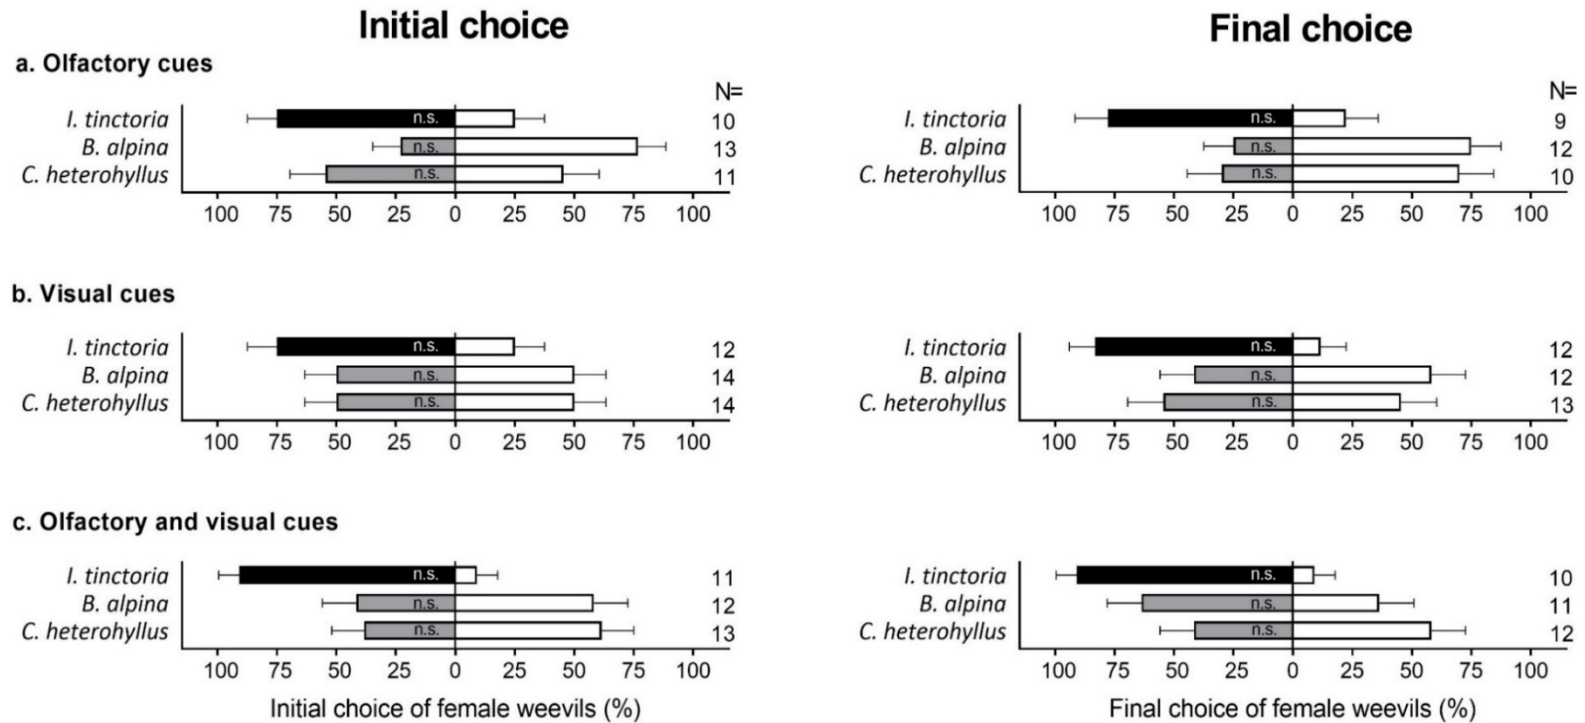 Initial choice
Final choice
a. Olfactory cues
N=
N=
I. tinctoria n.s. 10
B. alpina n.s. 13
C. heterohyllus n.s. 11
100 75 50 25 0 25 50 75 100
I. tinctoria n.s. 9
B. alpina n.s. 12
C. heterohyllus n.s. 10
100 75 50 25 0 25 50 75 100
b. Visual cues
I. tinctoria n.s. 12
B. alpina n.s. 14
C. heterohyllus n.s. 14
100 75 50 25 0 25 50 75 100
I. tinctoria n.s. 12
B. alpina n.s. 12
C. heterohyllus n.s. 13
100 75 50 25 0 25 50 75 100
c. Olfactory and visual cues
I. tinctoria n.s. 11
B. alpina n.s. 12
C. heterohyllus n.s. 13
100 75 50 25 0 25 50 75 100
Initial choice of female weevils (%)
I. tinctoria n.s. 10
B. alpina n.s. 11
C. heterohyllus n.s. 12
100 75 50 25 0 25 50 75 100
Final choice of female weevils (%)